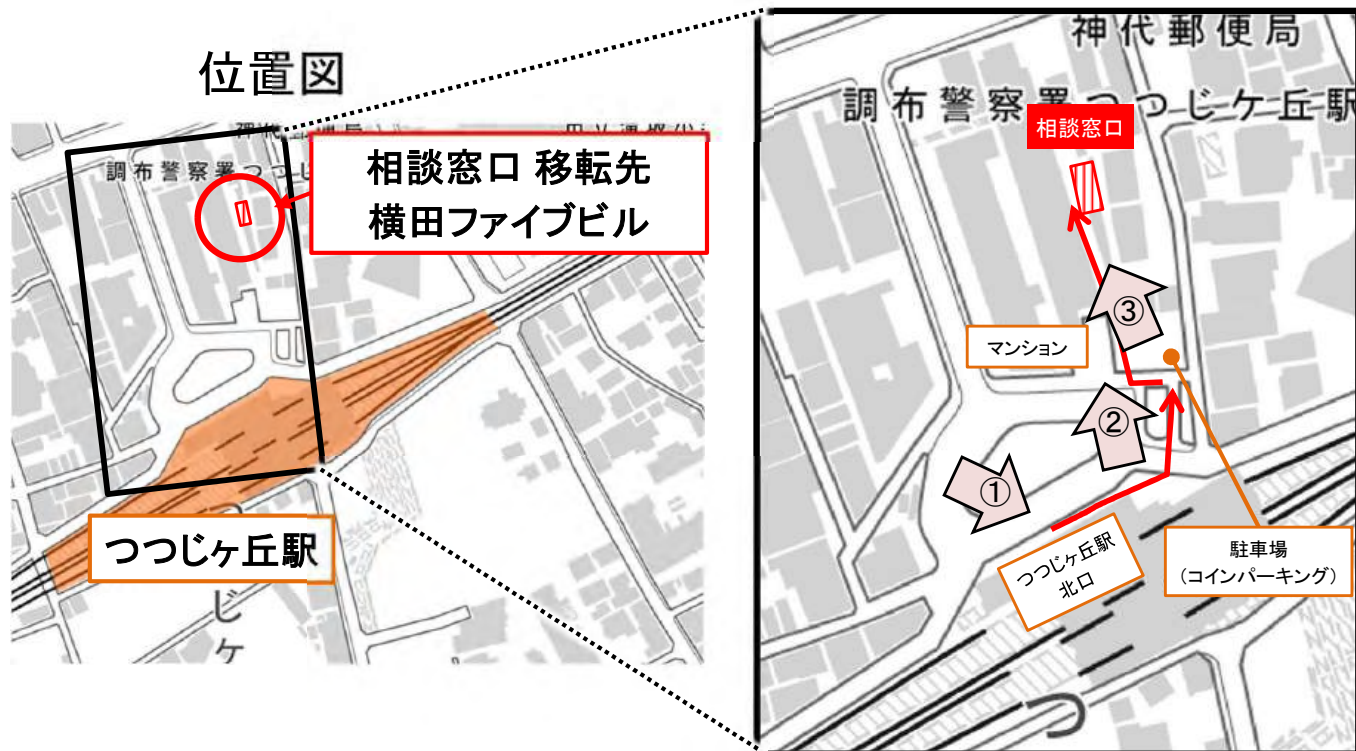 位置図
調布警察署つつじ
相談窓口 移転先
横田ファイブビル
つつじヶ丘駅
じ
ケ
神代郵便局
調布警察署つつじケ丘駅
相談窓口
③
マンション
②
①
つつじヶ丘駅
北口
駐車場
(コインパーキング)